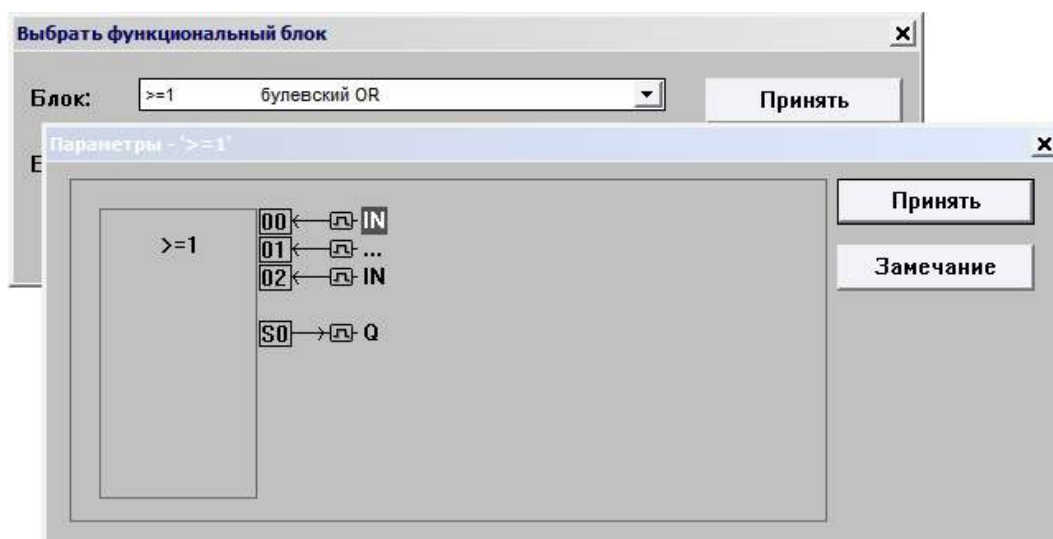 Выбрать функциональный блок
Блок: >=1 булевский OR Принять
Параметры - '>=1'
Принять
>=1
00 IN
01 ...
02 IN
Замечание
S0 Q